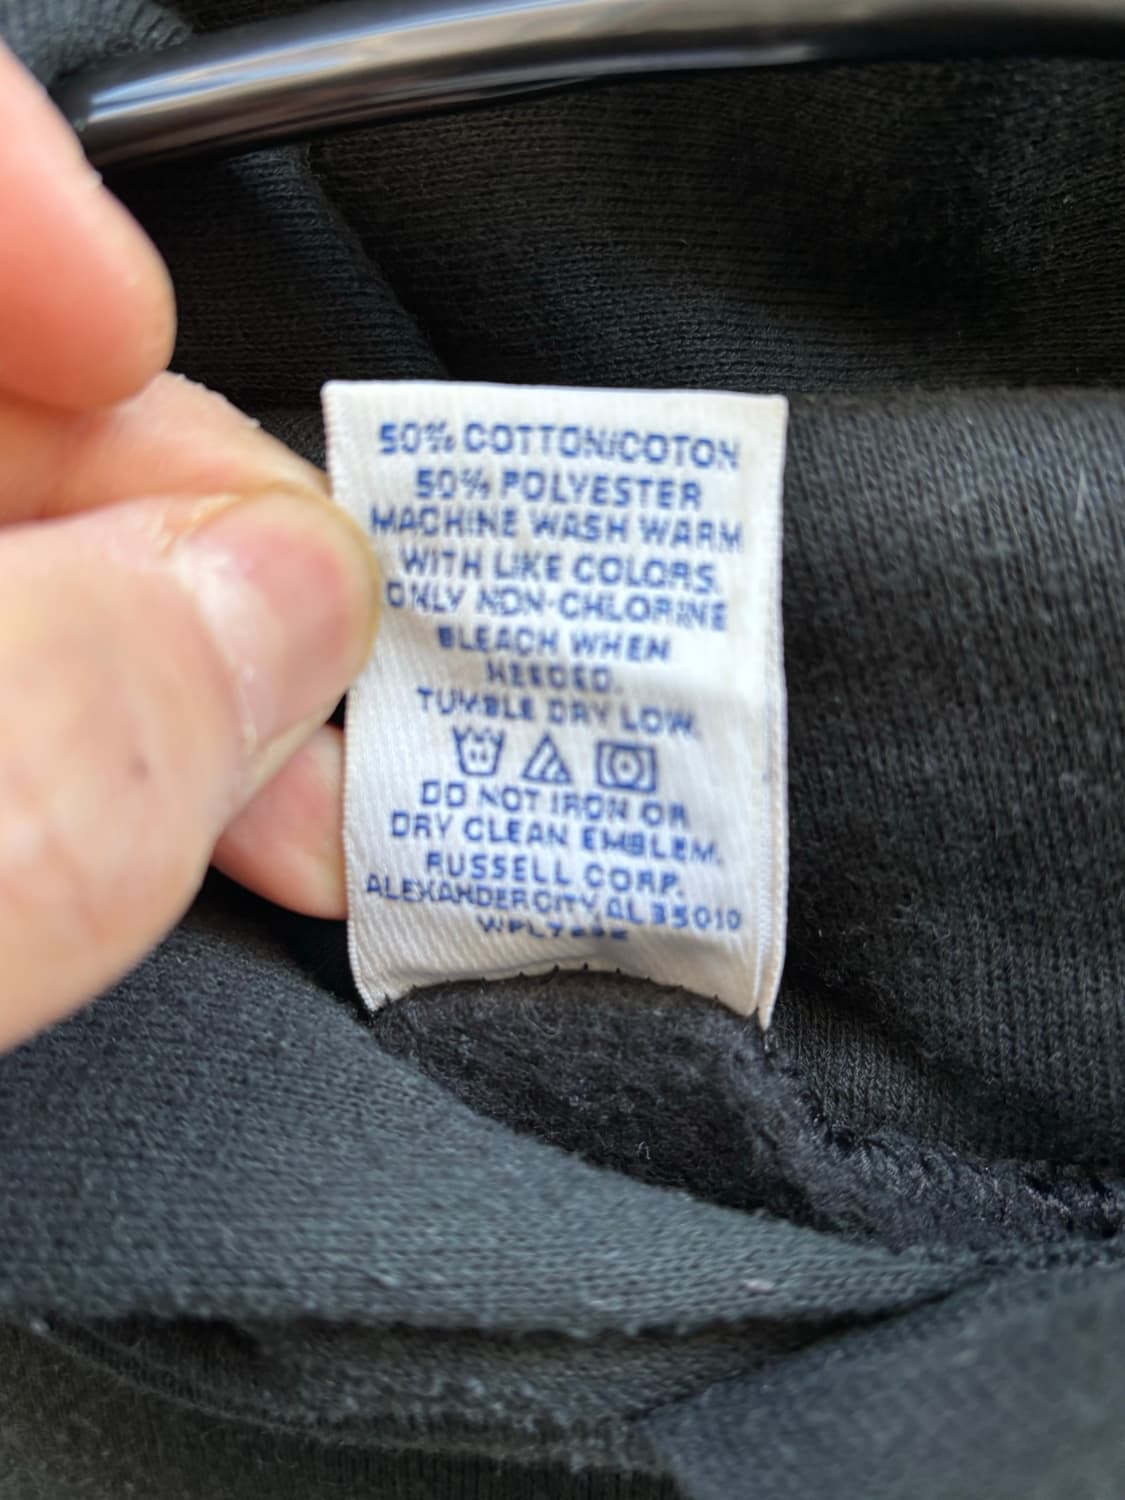 50% COTTON/COTON
50% POLYESTER
MACHINE WASH WARM
WITH LIKE COLORS.
ONLY NON-CHLORINE
BLEACH WHEN
NEEDED.
TUMBLE DRY LOW.
DO NOT IRON OR
DRY CLEAN EMBLEM.
RUSSELL CORP.
ALEXANDER CITY, AL 35010